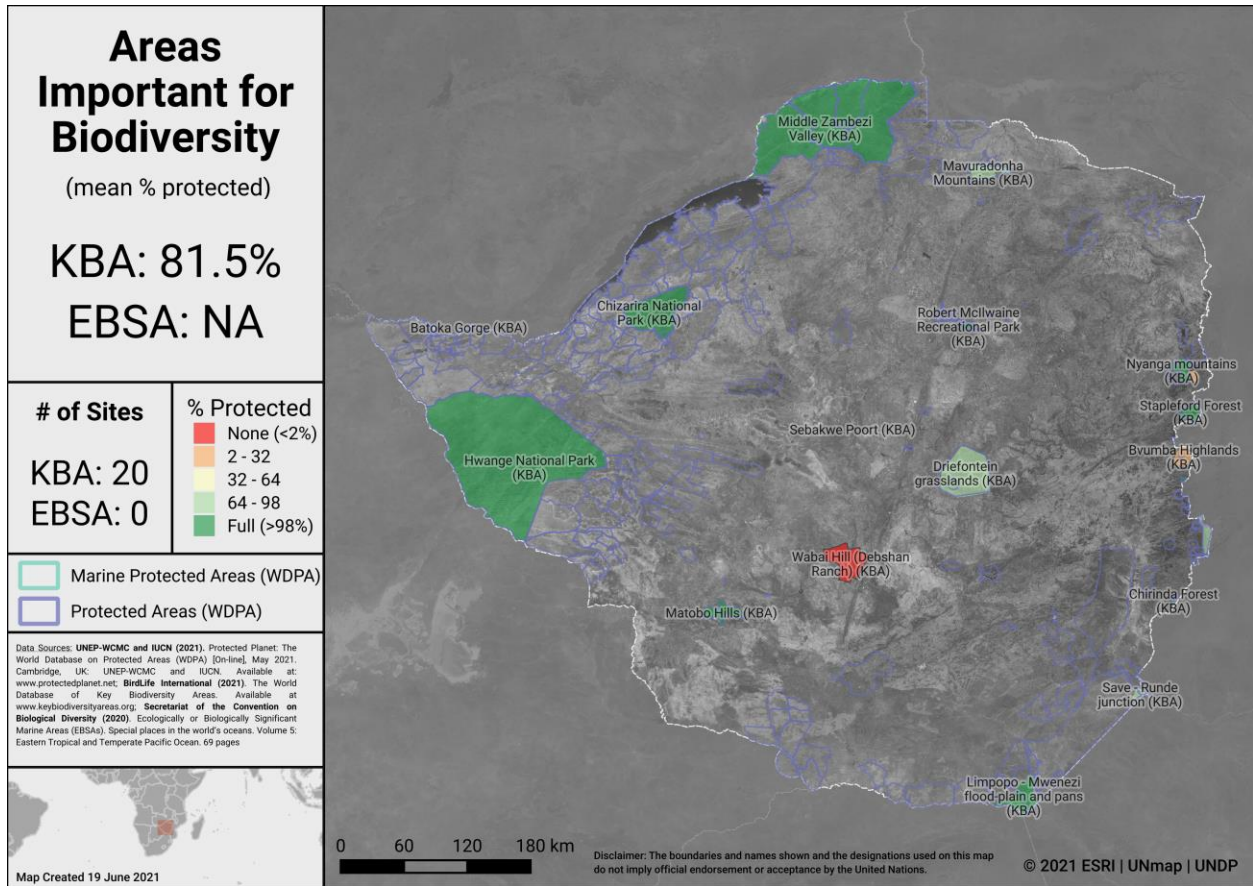 Areas
Important for
Biodiversity
(mean % protected)
KBA: 81.5%
EBSA: NA
# of Sites
KBA: 20
EBSA: 0
% Protected
None (<2%)
2 - 32
32 - 64
64 - 98
Full (>98%)
Marine Protected Areas (WDPA)
Protected Areas (WDPA)
Data Sources: UNEP-WCMC and IUCN (2021). Protected Planet: The
World Database on Protected Areas (WDPA) [On-line], May 2021.
Cambridge, UK: UNEP-WCMC and IUCN. Available at:
www.protectedplanet.net; BirdLife International (2021). The World
Database of Key Biodiversity Areas. Available at
www.keybiodiversityareas.org; Secretariat of the Convention on
Biological Diversity (2020). Ecologically or Biologically Significant
Marine Areas (EBSAs). Special places in the world's oceans. Volume 5:
Eastern Tropical and Temperate Pacific Ocean. 69 pages
Map Created 19 June 2021
Middle Zambezi
Valley (KBA)
Mavuradonha
Mountains (KBA)
Chizarira National
Park (KBA)
Batoka Gorge (KBA)
Robert McIlwaine
Recreational Park
(KBA)
Nyanga mountains
(KBA)
Stapleford Forest
(KBA)
Sebakwe Poort (KBA)
Bvumba Highlands
(KBA)
Hwange National Park
(KBA)
Driefontein
grasslands (KBA)
Wabai Hill (Debshan
Ranch) (KBA)
Chirinda Forest
(KBA)
Matobo Hills (KBA)
Save - Runde
junction (KBA)
Limpopo - Mwenezi
flood-plain and pans
(KBA)
0 60 120 180 km
Disclaimer: The boundaries and names shown and the designations used on this map
do not imply official endorsement or acceptance by the United Nations.
© 2021 ESRI | UNmap | UNDP